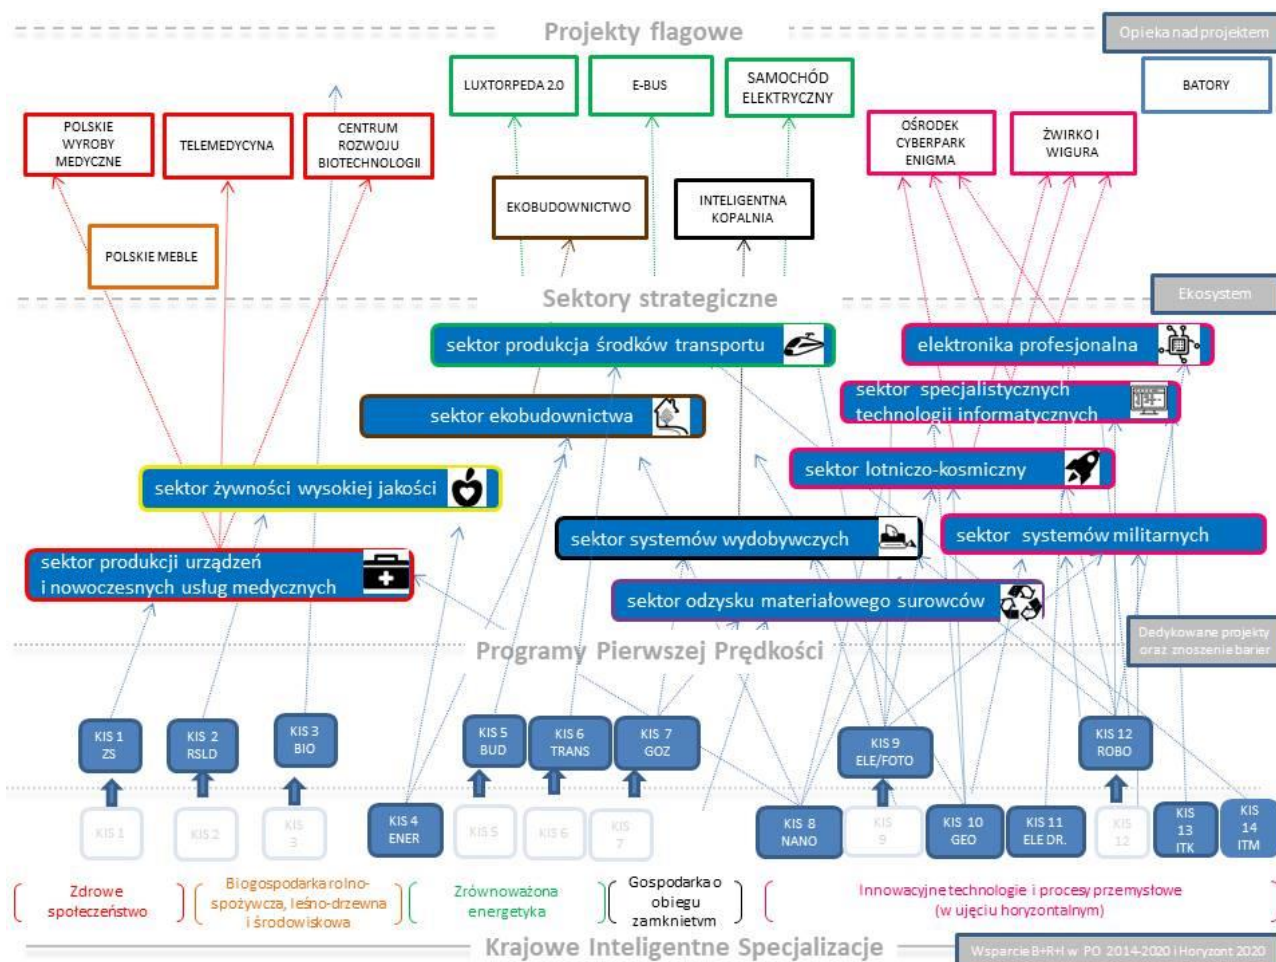 Projekty flagowe
Opieka nad projektem
LUXTORPEDA 2.0
E-BUS
SAMOCHÓD
ELEKTRYCZNY
BATORY
POLSKIE
WYROBY
MEDYCZNE
TELEMEDYCYNA
CENTRUM
ROZWOJU
BIOTECHNOLOGII
OŚRODEK
CYBERPARK
ENIGMA
ŻWIRKO I
WIGURA
EKOBUDOWNICTWO
INTELIGENTNA
KOPALNIA
POLSKIE MEBLE
Sektory strategiczne
Ekosystem
sektor produkcja środków transportu
elektronika profesjonalna
sektor ekobudownictwa
sektor specjalistycznych
technologii informatycznych
sektor żywności wysokiej jakości
sektor lotniczo-kosmiczny
sektor systemów wydobywczych
sektor systemów militarnych
sektor produkcji urządzeń
i nowoczesnych usług medycznych
sektor odzysku materiałowego surowców
Programy Pierwszej Prędkości
Dedykowane projekty
oraz znoszenie barier
KIS 1
ZS
KIS 2
RSLD
KIS 3
BIO
KIS 5
BUD
KIS 6
TRANS
KIS 7
GOZ
KIS 9
ELE/FOTO
KIS 12
ROBO
KIS 1
KIS 2
KIS
3
KIS 4
ENER
KIS 5
KIS 6
KIS
7
KIS 8
NANO
KIS
9
KIS 10
GEO
KIS 11
ELE DR.
KIS
12
KIS
13
ITK
KIS
14
ITM
Zdrowe
społeczeństwo
Biogospodarka rolno-
spożywcza, leśno-drzewna
i środowiskowa
Zrównoważona
energetyka
Gospodarka o
obiegu
zamkniętym
Innowacyjne technologie i procesy przemysłowe
(w ujęciu horyzontalnym)
Krajowe Inteligentne Specjalizacje
Wsparcie B+R+I w PO 2014-2020 i Horyzont 2020